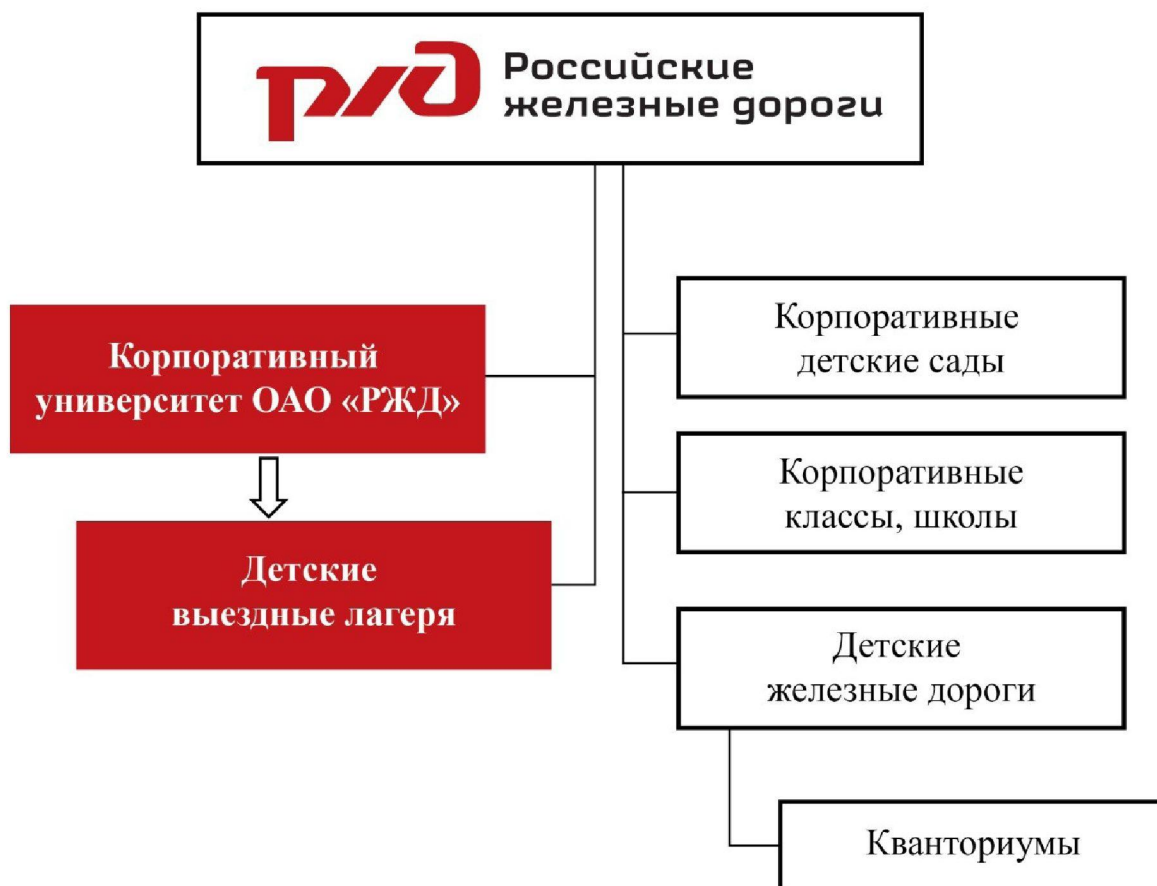 ржд
Российские
железные дороги
Корпоративный
университет ОАО «РЖД»
Детские
выездные лагеря
Корпоративные
детские сады
Корпоративные
классы, школы
Детские
железные дороги
Кванториумы